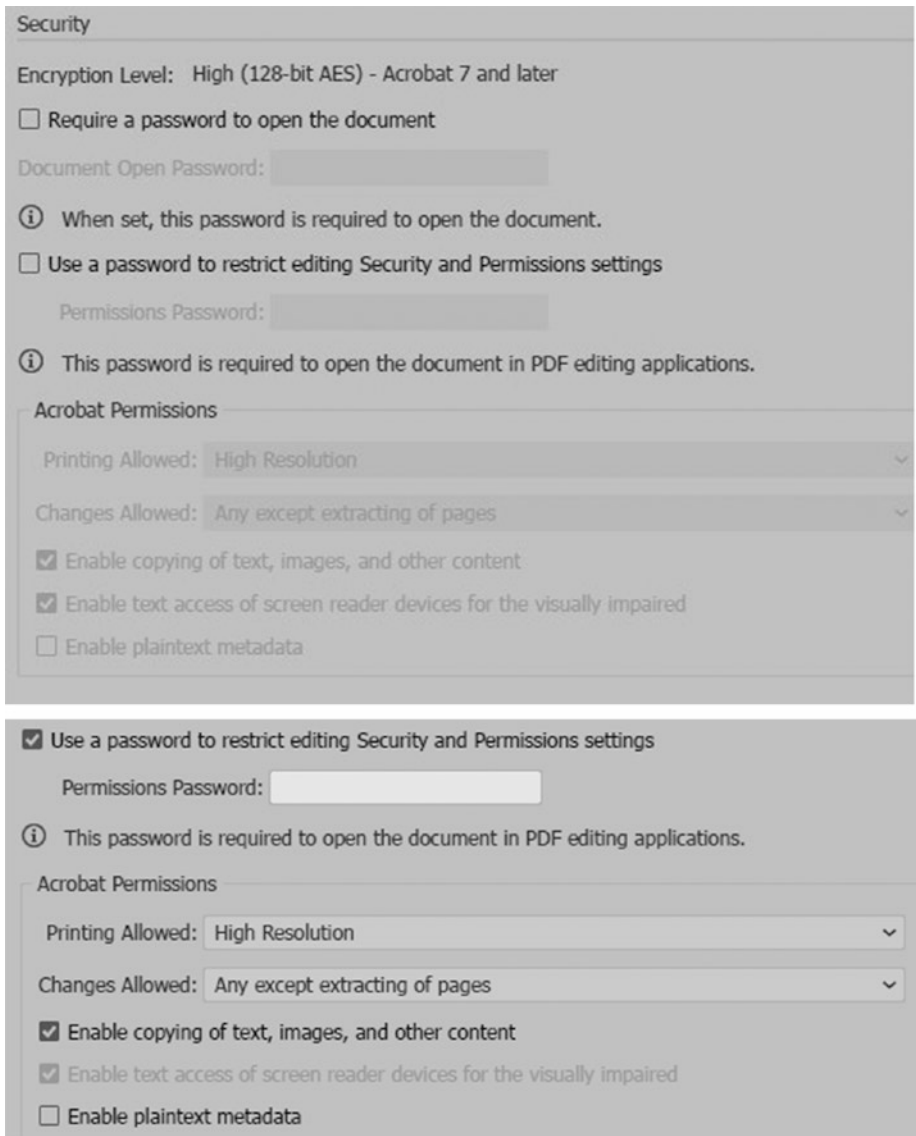 Security
Encryption Level: High (128-bit AES) - Acrobat 7 and later
Require a password to open the document
Document Open Password:
When set, this password is required to open the document.
Use a password to restrict editing Security and Permissions settings
Permissions Password:
This password is required to open the document in PDF editing applications.
Acrobat Permissions
Printing Allowed: High Resolution
Changes Allowed: Any except extracting of pages
Enable copying of text, images, and other content
Enable text access of screen reader devices for the visually impaired
Enable plaintext metadata
Use a password to restrict editing Security and Permissions settings
Permissions Password:
This password is required to open the document in PDF editing applications.
Acrobat Permissions
Printing Allowed: High Resolution
Changes Allowed: Any except extracting of pages
Enable copying of text, images, and other content
Enable text access of screen reader devices for the visually impaired
Enable plaintext metadata